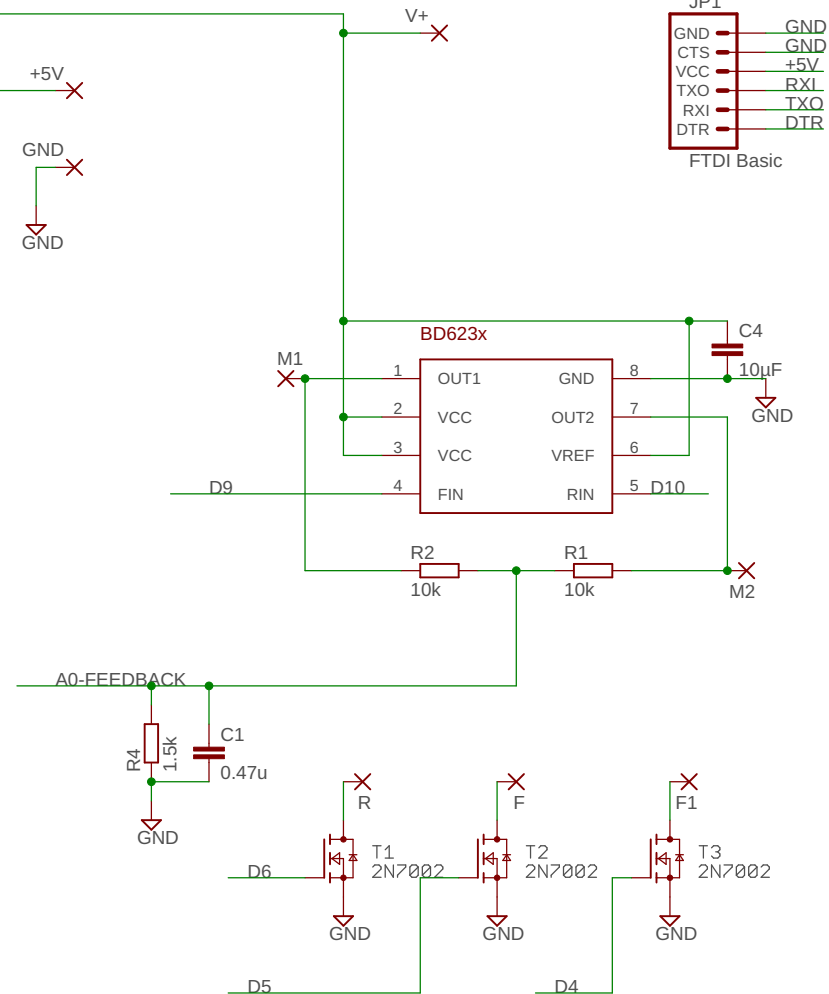 V+
JP1
GND
GND
CTS
GND
VCC
+5V
TXO
RXI
RXI
TXO
DTR
DTR
FTDI Basic
+5V
GND
GND
BD623x
C4
10µF
GND
M1
1
OUT1
GND
8
2
VCC
OUT2
7
3
VCC
VREF
6
D9
4
FIN
RIN
5
D10
R2
10k
R1
10k
M2
A0-FEEDBACK
R4
1.5k
C1
0.47u
GND
R
F
F1
D6
T1
2N7002
T2
2N7002
T3
2N7002
GND
GND
GND
D5
D4